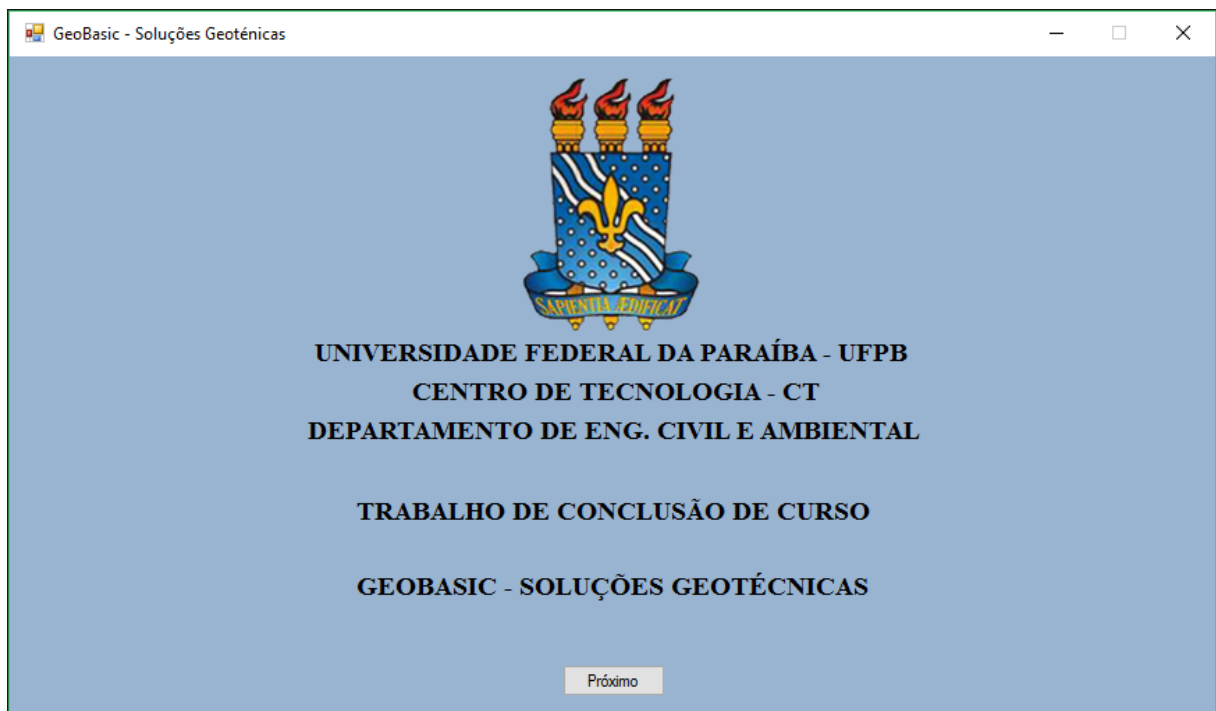 GeoBasic - Soluções Geoténicas
SAPIENTIA ÆDIFICAT
UNIVERSIDADE FEDERAL DA PARAÍBA - UFPB
CENTRO DE TECNOLOGIA - CT
DEPARTAMENTO DE ENG. CIVIL E AMBIENTAL
TRABALHO DE CONCLUSÃO DE CURSO
GEOBASIC - SOLUÇÕES GEOTÉCNICAS
Próximo